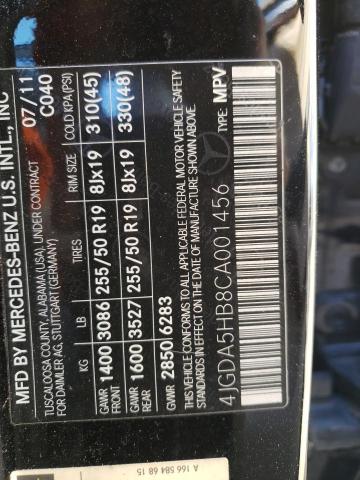 MFD BY MERCEDES-BENZ U.S. INTL., INC
TUSCALOOSA COUNTY, ALABAMA (USA), UNDER CONTRACT
FOR DAIMLER AG, STUTTGART (GERMANY)
07/11
C040
KG LB TIRES RIM SIZE COLD KPA(PSI)
GAWR FRONT 1400 3086 255/50 R19 8Jx19 310(45)
GAWR REAR 1600 3527 255/50 R19 8Jx19 330(48)
GVWR 2850 6283
THIS VEHICLE CONFORMS TO ALL APPLICABLE FEDERAL MOTOR VEHICLE SAFETY
STANDARDS IN EFFECT ON THE DATE OF MANUFACTURE SHOWN ABOVE.
4JGDA5HB8CA001456
TYPE: MPV
A 166 584 68 15